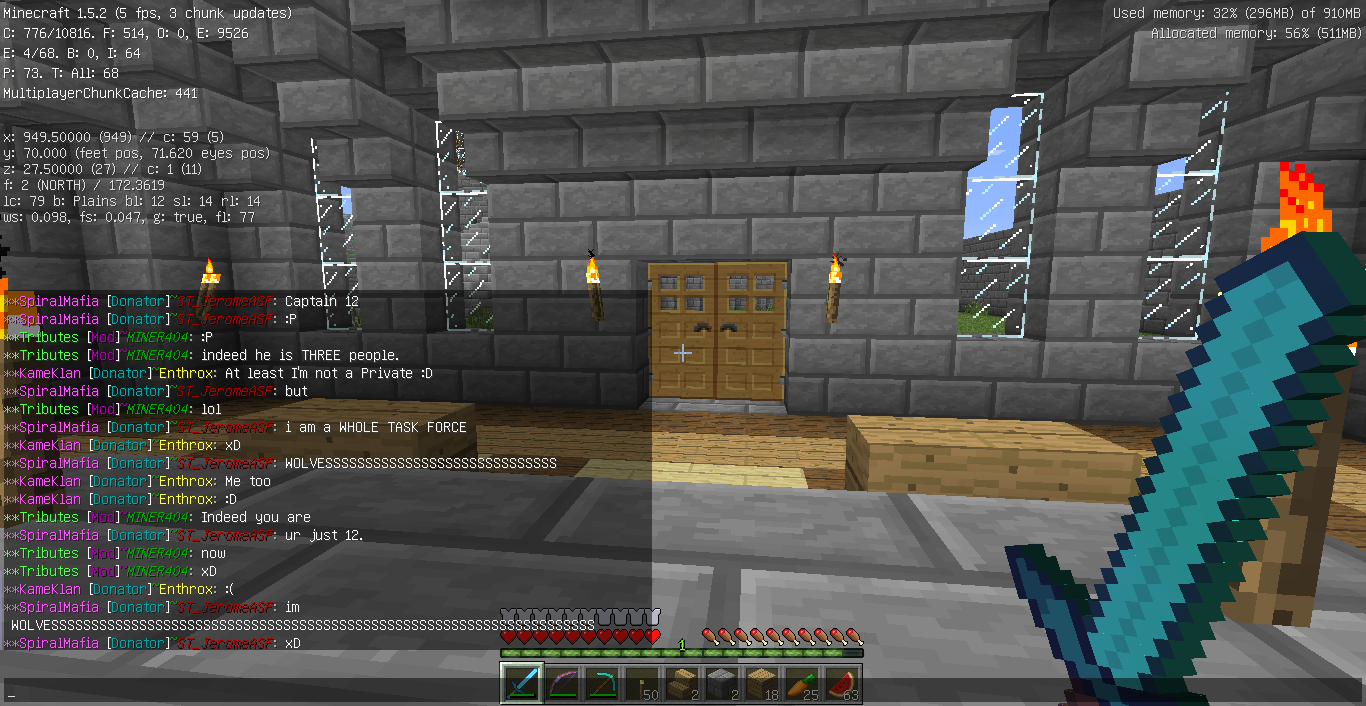 Minecraft 1.5.2 (5 fps, 3 chunk updates)
C: 776/10816. F: 514, O: 0, E: 9526
E: 4/68. B: 0, I: 64
P: 73. T: All: 68
MultiplayerChunkCache: 441
x: 949.50000 (949) // c: 59 (5)
y: 70.000 (feet pos, 71.620 eyes pos)
z: 27.50000 (27) // c: 1 (11)
f: 2 (NORTH) / 172.3619
lc: 79 b: Plains bl: 12 sl: 14 rl: 14
ws: 0.098, fs: 0.047, g: true, fl: 77
Used memory: 32% (296MB) of 910MB
Allocated memory: 56% (511MB)
**SpiralMafia [Donator]~ST_JeromeASF: Captain 12
**SpiralMafia [Donator]~ST_JeromeASF: :P
**Tributes [Mod]~MINER404: :P
**Tributes [Mod]~MINER404: indeed he is THREE people.
**KameKlan [Donator]~Enthrox: At least I'm not a Private :D
**SpiralMafia [Donator]~ST_JeromeASF: but
**Tributes [Mod]~MINER404: lol
**SpiralMafia [Donator]~ST_JeromeASF: i am a WHOLE TASK FORCE
**KameKlan [Donator]~Enthrox: xD
**SpiralMafia [Donator]~ST_JeromeASF: WOLVESSSSSSSSSSSSSSSSSSSSSSSSSSSSS
**KameKlan [Donator]~Enthrox: Me too
**KameKlan [Donator]~Enthrox: :D
**Tributes [Mod]~MINER404: Indeed you are
**SpiralMafia [Donator]~ST_JeromeASF: ur just 12.
**Tributes [Mod]~MINER404: now
**Tributes [Mod]~MINER404: xD
**KameKlan [Donator]~Enthrox: :(
**SpiralMafia [Donator]~ST_JeromeASF: im
WOLVESSSSSSSSSSSSSSSSSSSSSSSSSSSSSSSSSSSSSSSSSSSSSSSSSSSSSSSSSSSSSSSSSSSS
**SpiralMafia [Donator]~ST_JeromeASF: xD
1
50 2 2 18 25 63
_